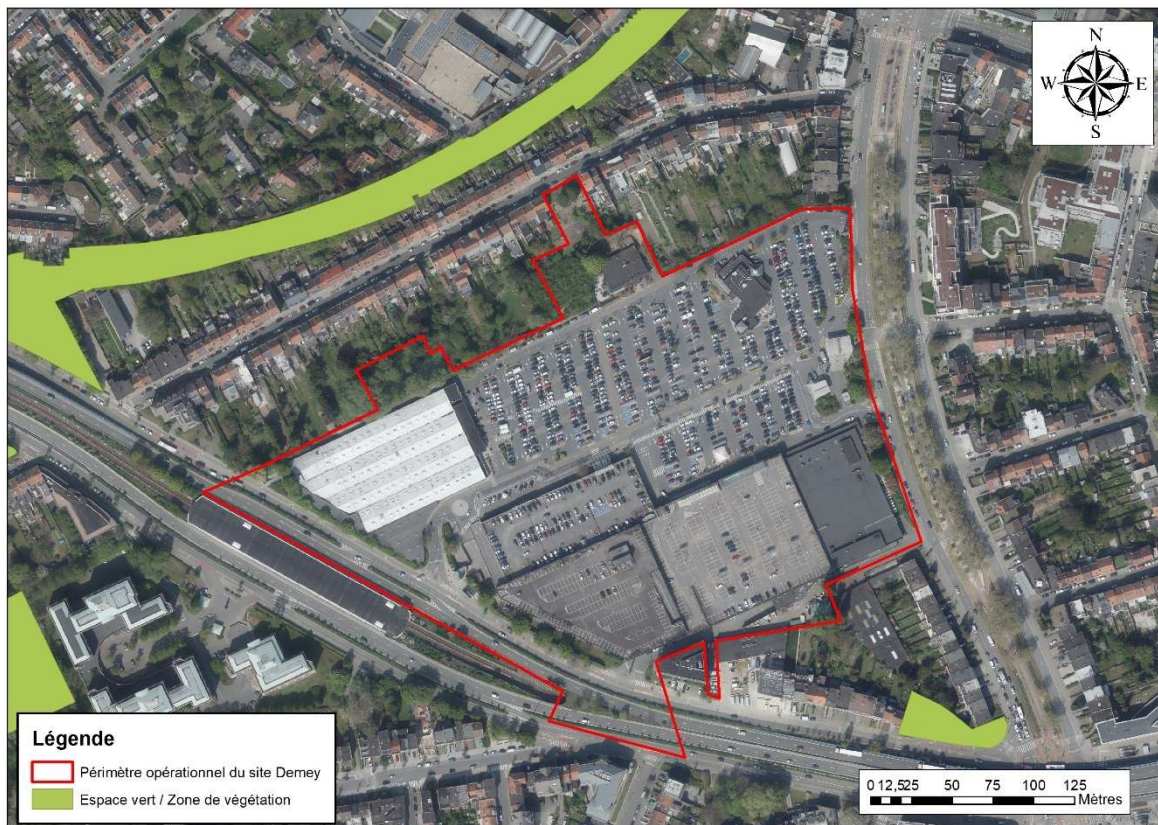 N
W E
S
Légende
Périmètre opérationnel du site Demey
Espace vert / Zone de végétation
0 12,525 50 75 100 125
Mètres